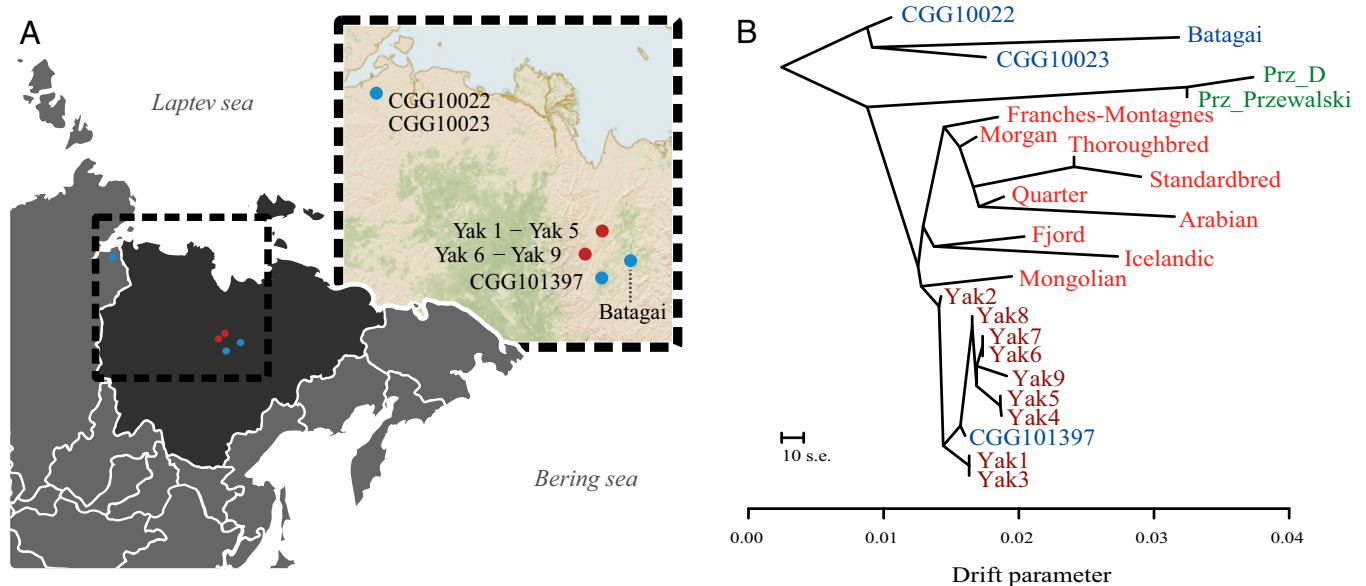 A
Laptev sea
CGG10022
CGG10023
Yak 1 – Yak 5
Yak 6 – Yak 9
CGG101397
Batagai
Bering sea
B
CGG10022
Batagai
CGG10023
Prz_D
Prz_Przewalski
Franches-Montagnes
Morgan
Thoroughbred
Standardbred
Quarter
Arabian
Fjord
Icelandic
Mongolian
Yak2
Yak8
Yak7
Yak6
Yak9
Yak5
Yak4
CGG101397
Yak1
Yak3
10 s.e.
0.00 0.01 0.02 0.03 0.04
Drift parameter